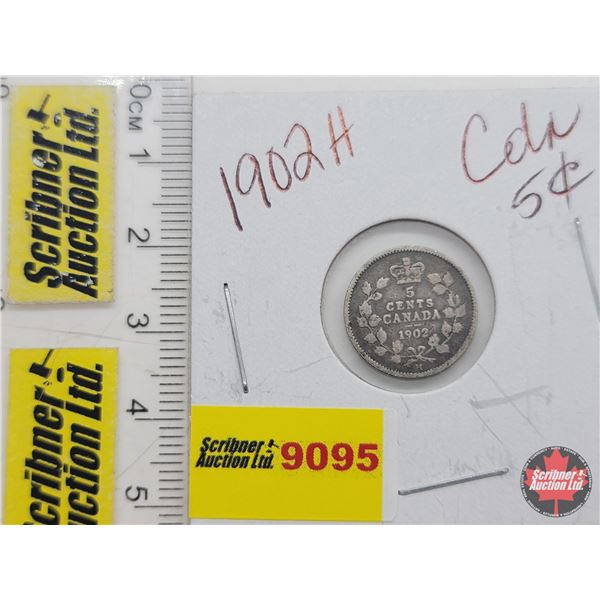 Scribner
Auction Ltd.
Scribner
Auction Ltd.
0CM
1
2
3
4
5
1902 H
Cdn
5¢
5
CENTS
CANADA
1902
H
Scribner
Auction Ltd.
9095
Scribner
Auction Ltd.